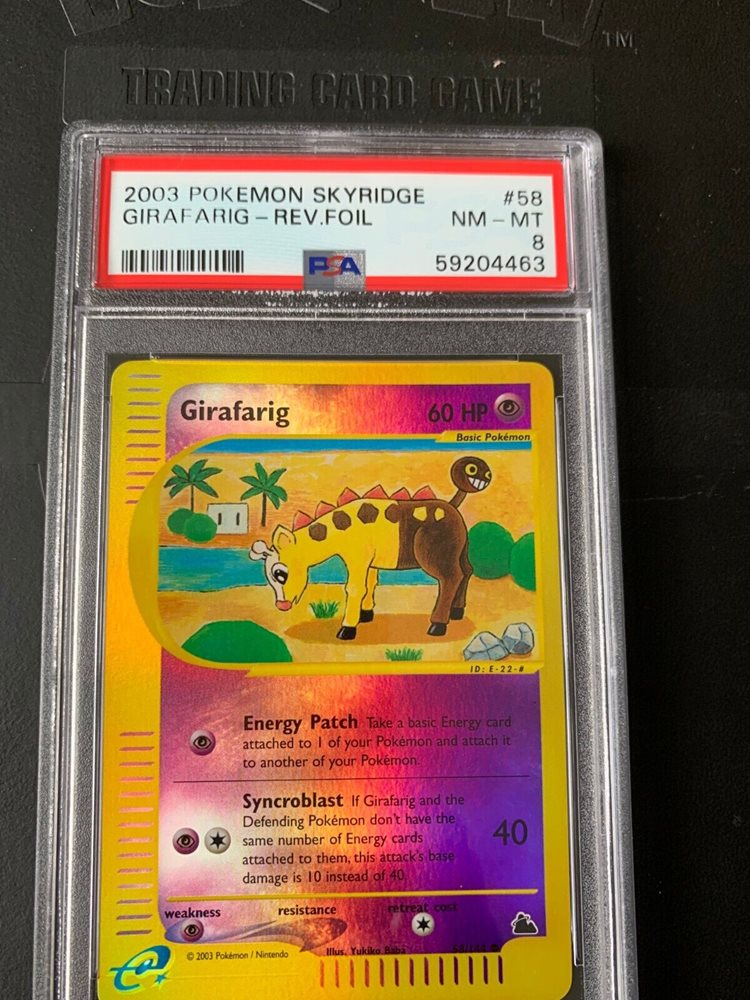 TM
TRADING CARD GAME
2003 POKEMON SKYRIDGE #58
GIRAFARIG - REV.FOIL NM - MT
8
PSA 59204463
Girafarig 60 HP
Basic Pokémon
ID: E-22-#
Energy Patch Take a basic Energy card
attached to 1 of your Pokémon and attach it
to another of your Pokémon.
Syncroblast If Girafarig and the
Defending Pokémon don't have the
same number of Energy cards
attached to them, this attack's base
damage is 10 instead of 40.
40
weakness resistance retreat cost
© 2003 Pokémon / Nintendo Illus. Yukiko Baba 58/144